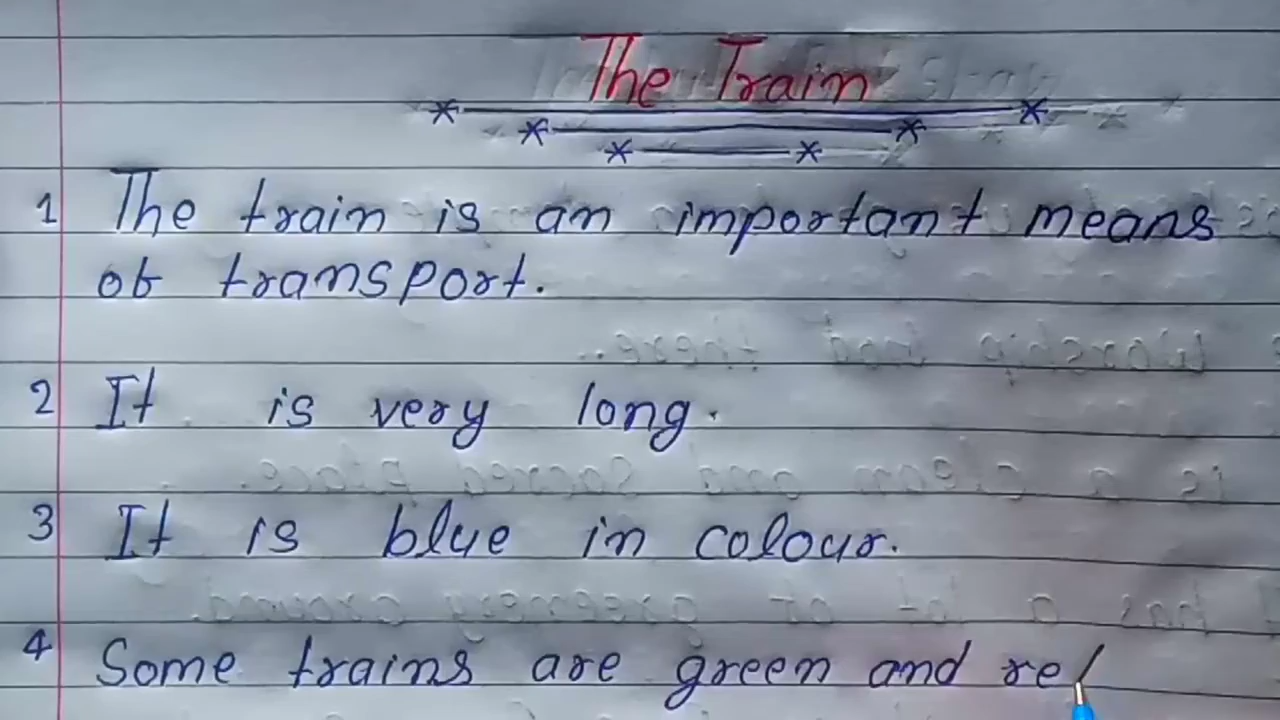 The Train
1 The train is an important means
of transport.
2 It is very long.
3 It is blue in colour.
4 Some trains are green and re